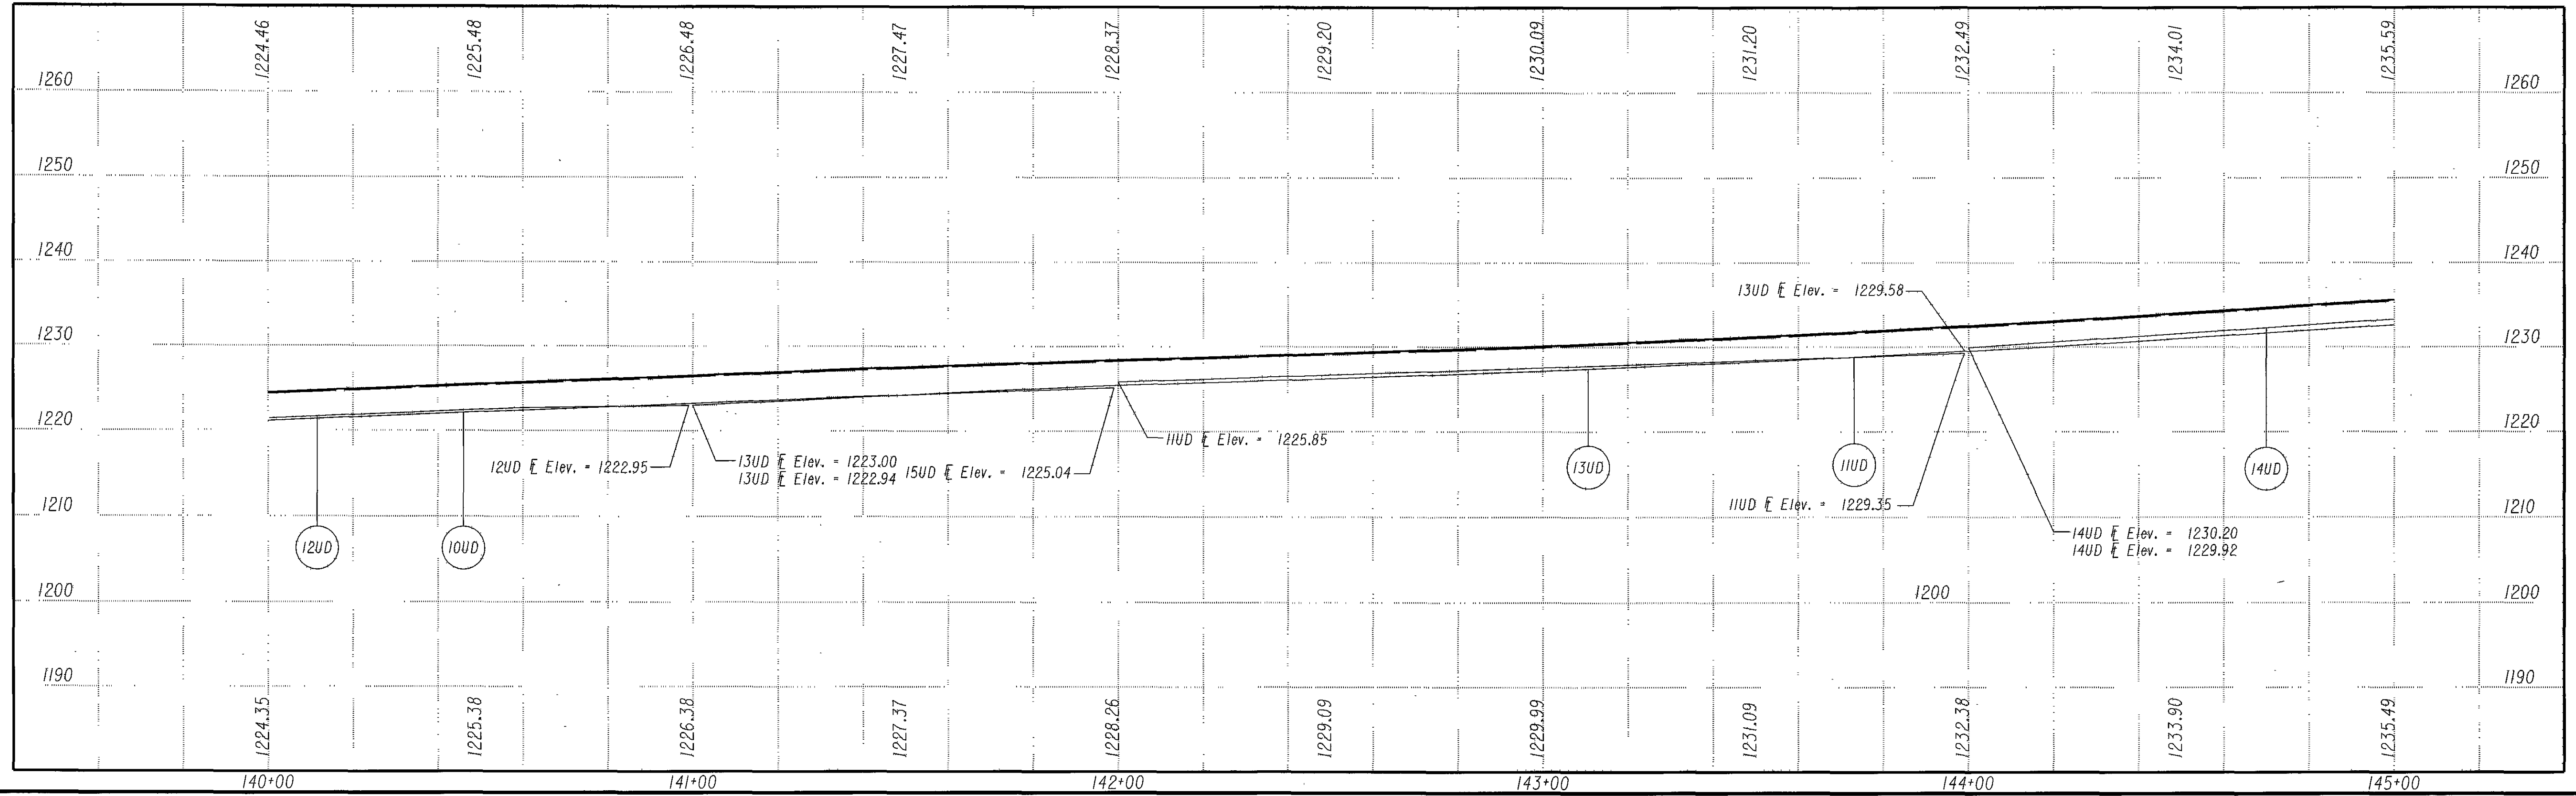 1224.46 1225.48 1226.48 1227.47 1228.37 1229.20 1230.09 1231.20 1232.49 1234.01 1235.59
1260 1260
1250 1250
1240 1240
13UD ⅊ Elev. = 1229.58
1230 1230
1220 1220
11UD ⅊ Elev. = 1225.85
12UD ⅊ Elev. = 1222.95
13UD ⅊ Elev. = 1223.00
13UD ⅊ Elev. = 1222.94
15UD ⅊ Elev. = 1225.04
13UD 11UD 14UD
11UD ⅊ Elev. = 1229.35
1210 1210
12UD 10UD
14UD ⅊ Elev. = 1230.20
14UD ⅊ Elev. = 1229.92
1200 1200 1200
1190 1190
1224.35 1225.38 1226.38 1227.37 1228.26 1229.09 1229.99 1231.09 1232.38 1233.90 1235.49
140+00 141+00 142+00 143+00 144+00 145+00